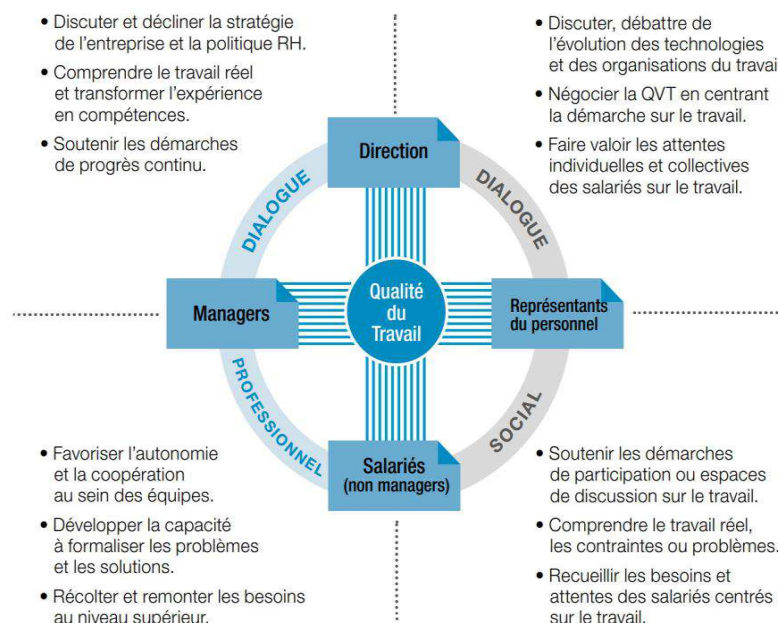 • Discuter et décliner la stratégie
de l'entreprise et la politique RH.
• Comprendre le travail réel
et transformer l'expérience
en compétences.
• Soutenir les démarches
de progrès continu.
• Discuter, débattre de
l'évolution des technologies
et des organisations du travai
• Négocier la QVT en centrant
la démarche sur le travail.
• Faire valoir les attentes
individuelles et collectives
des salariés sur le travail.
Direction
DIALOGUE
DIALOGUE
Managers
Qualité
du
Travail
Représentants
du personnel
PROFESSIONNEL
SOCIAL
Salariés
(non managers)
• Favoriser l'autonomie
et la coopération
au sein des équipes.
• Développer la capacité
à formaliser les problèmes
et les solutions.
• Récolter et remonter les besoins
au niveau supérieur.
• Soutenir les démarches
de participation ou espaces
de discussion sur le travail.
• Comprendre le travail réel,
les contraintes ou problèmes.
• Recueillir les besoins et
attentes des salariés centrés
sur le travail.